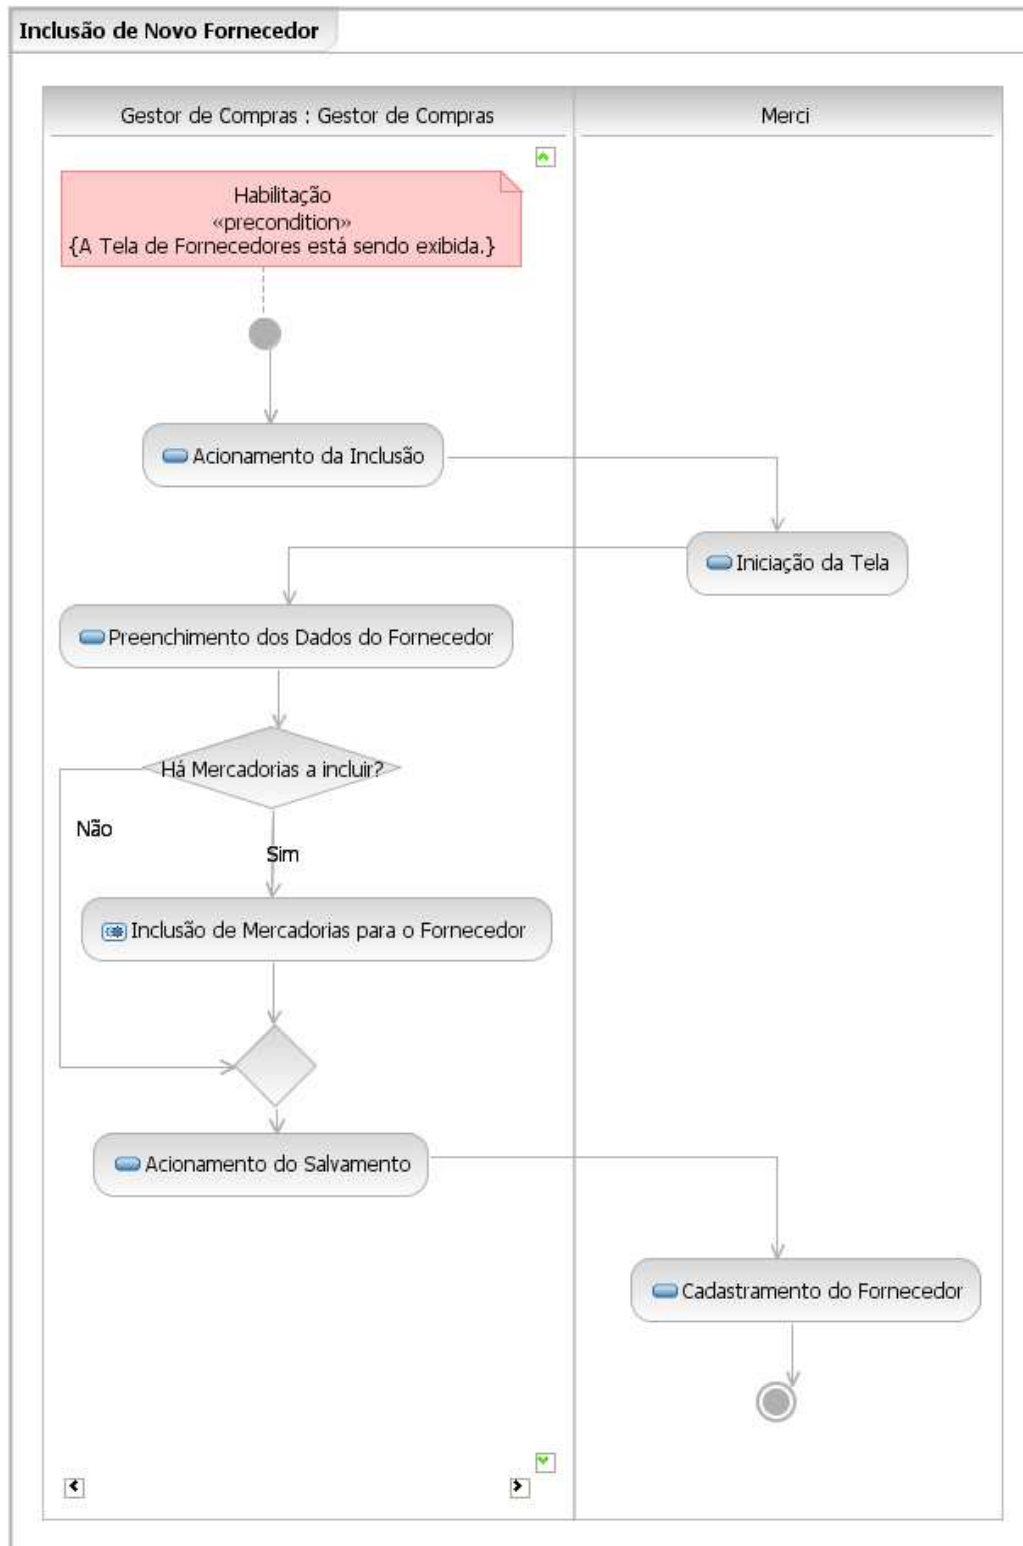 Inclusão de Novo Fornecedor
Gestor de Compras : Gestor de Compras
Merci
Habilitação
«precondition»
{A Tela de Fornecedores está sendo exibida.}
Acionamento da Inclusão
Iniciação da Tela
Preenchimento dos Dados do Fornecedor
Há Mercadorias a incluir?
Não
Sim
Inclusão de Mercadorias para o Fornecedor
Acionamento do Salvamento
Cadastramento do Fornecedor